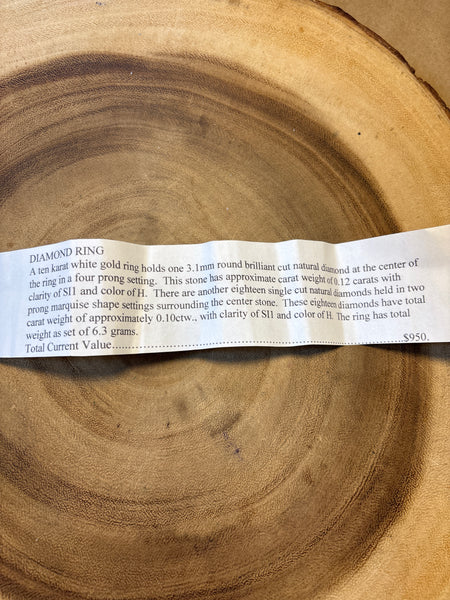 DIAMOND RING
A ten karat white gold ring holds one 3.1mm round brilliant cut natural diamond at the center of
the ring in a four prong setting. This stone has approximate carat weight of 0.12 carats with
clarity of SI1 and color of H. There are another eighteen single cut natural diamonds held in two
prong marquise shape settings surrounding the center stone. These eighteen diamonds have total
carat weight of approximately 0.10ctw., with clarity of SI1 and color of H. The ring has total
weight as set of 6.3 grams.
Total Current Value..........................................................................................$950.